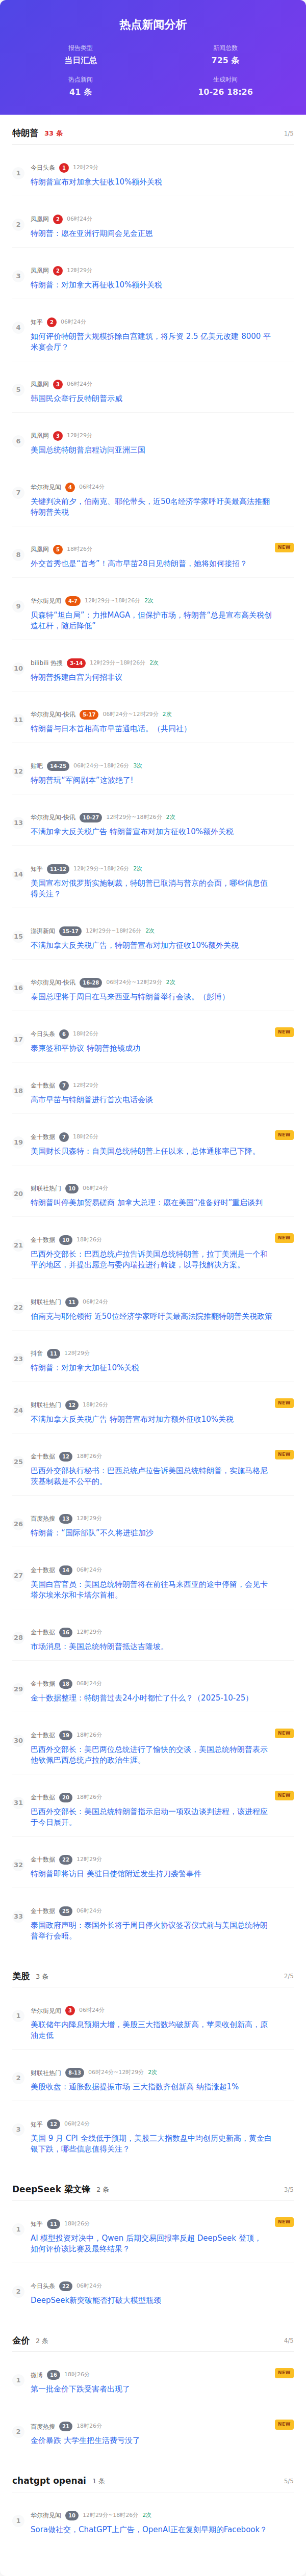 热点新闻分析
报告类型
当日汇总
新闻总数
725 条
热点新闻
41 条
生成时间
10-26 18:26
特朗普 33 条 1/5
1
今日头条 1 12时29分
特朗普宣布对加拿大征收10%额外关税
2
凤凰网 2 06时24分
特朗普：愿在亚洲行期间会见金正恩
3
凤凰网 2 12时29分
特朗普：对加拿大再征收10%额外关税
4
知乎 2 06时24分
如何评价特朗普大规模拆除白宫建筑，将斥资 2.5 亿美元改建 8000 平
米宴会厅？
5
凤凰网 3 06时24分
韩国民众举行反特朗普示威
6
凤凰网 3 12时29分
美国总统特朗普启程访问亚洲三国
7
华尔街见闻 4 06时24分
关键判决前夕，伯南克、耶伦带头，近50名经济学家呼吁美最高法推翻
特朗普关税
8
凤凰网 5 18时26分 NEW
外交首秀也是“首考”！高市早苗28日见特朗普，她将如何接招？
9
华尔街见闻 4-7 12时29分~18时26分 2次
贝森特“坦白局”：力推MAGA，但保护市场，特朗普“总是宣布高关税创
造杠杆，随后降低”
10
bilibili 热搜 3-14 12时29分~18时26分 2次
特朗普拆建白宫为何招非议
11
华尔街见闻-快讯 5-17 06时24分~12时29分 2次
特朗普与日本首相高市早苗通电话。（共同社）
12
贴吧 14-25 06时24分~18时26分 3次
特朗普玩“军阀剧本”这波绝了!
13
华尔街见闻-快讯 10-27 12时29分~18时26分 2次
不满加拿大反关税广告 特朗普宣布对加方征收10%额外关税
14
知乎 11-12 12时29分~18时26分 2次
美国宣布对俄罗斯实施制裁，特朗普已取消与普京的会面，哪些信息值
得关注？
15
澎湃新闻 15-17 12时29分~18时26分 2次
不满加拿大反关税广告，特朗普宣布对加方征收10%额外关税
16
华尔街见闻-快讯 16-28 06时24分~12时29分 2次
泰国总理将于周日在马来西亚与特朗普举行会谈。（彭博）
17
今日头条 6 18时26分 NEW
泰柬签和平协议 特朗普抢镜成功
18
金十数据 7 12时29分
高市早苗与特朗普进行首次电话会谈
19
金十数据 7 18时26分 NEW
美国财长贝森特：自美国总统特朗普上任以来，总体通胀率已下降。
20
财联社热门 10 06时24分
特朗普叫停美加贸易磋商 加拿大总理：愿在美国“准备好时”重启谈判
21
金十数据 10 18时26分 NEW
巴西外交部长：巴西总统卢拉告诉美国总统特朗普，拉丁美洲是一个和
平的地区，并提出愿意与委内瑞拉进行斡旋，以寻找解决方案。
22
财联社热门 11 06时24分
伯南克与耶伦领衔 近50位经济学家呼吁美最高法院推翻特朗普关税政策
23
抖音 11 12时29分
特朗普：对加拿大加征10%关税
24
财联社热门 12 18时26分 NEW
不满加拿大反关税广告 特朗普宣布对加方额外征收10%关税
25
金十数据 12 18时26分 NEW
巴西外交部执行秘书：巴西总统卢拉告诉美国总统特朗普，实施马格尼
茨基制裁是不公平的。
26
百度热搜 13 12时29分
特朗普：“国际部队”不久将进驻加沙
27
金十数据 14 06时24分
美国白宫官员：美国总统特朗普将在前往马来西亚的途中停留，会见卡
塔尔埃米尔和卡塔尔首相。
28
金十数据 16 12时29分
市场消息：美国总统特朗普抵达吉隆坡。
29
金十数据 18 06时24分
金十数据整理：特朗普过去24小时都忙了什么？（2025-10-25）
30
金十数据 19 18时26分 NEW
巴西外交部长：美巴两位总统进行了愉快的交谈，美国总统特朗普表示
他钦佩巴西总统卢拉的政治生涯。
31
金十数据 20 18时26分 NEW
巴西外交部长：美国总统特朗普指示启动一项双边谈判进程，该进程应
于今日展开。
32
金十数据 22 12时29分
特朗普即将访日 美驻日使馆附近发生持刀袭警事件
33
金十数据 25 06时24分
泰国政府声明：泰国外长将于周日停火协议签署仪式前与美国总统特朗
普举行会晤。
美股 3 条 2/5
1
华尔街见闻 3 06时24分
美联储年内降息预期大增，美股三大指数均破新高，苹果收创新高，原
油走低
2
财联社热门 8-13 06时24分~12时29分 2次
美股收盘：通胀数据提振市场 三大指数齐创新高 纳指涨超1%
3
知乎 12 06时24分
美国 9 月 CPI 全线低于预期，美股三大指数盘中均创历史新高，黄金白
银下跌，哪些信息值得关注？
DeepSeek 梁文锋 2 条 3/5
1
知乎 11 18时26分 NEW
AI 模型投资对决中，Qwen 后期交易回报率反超 DeepSeek 登顶，
如何评价该比赛及最终结果？
2
今日头条 22 06时24分
DeepSeek新突破能否打破大模型瓶颈
金价 2 条 4/5
1
微博 16 18时26分 NEW
第一批金价下跌受害者出现了
2
百度热搜 21 18时26分 NEW
金价暴跌 大学生把生活费亏没了
chatgpt openai 1 条 5/5
1
华尔街见闻 10 12时29分~18时26分 2次
Sora做社交，ChatGPT上广告，OpenAI正在复刻早期的Facebook？